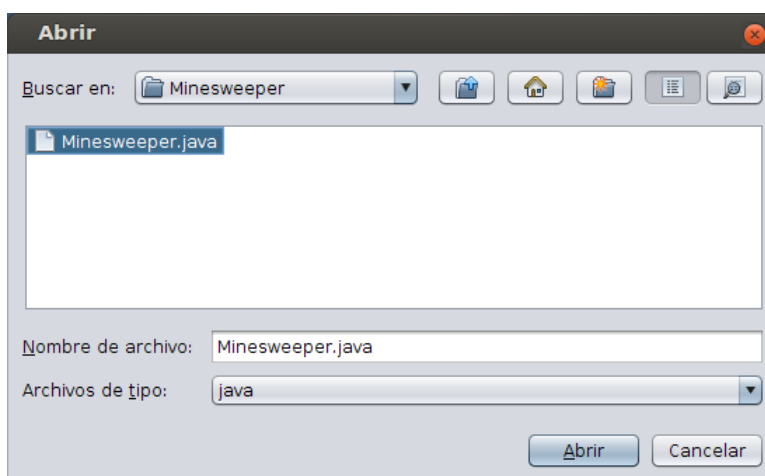 Abrir
Buscar en: Minesweeper
Minesweeper.java
Nombre de archivo: Minesweeper.java
Archivos de tipo: java
Abrir Cancelar